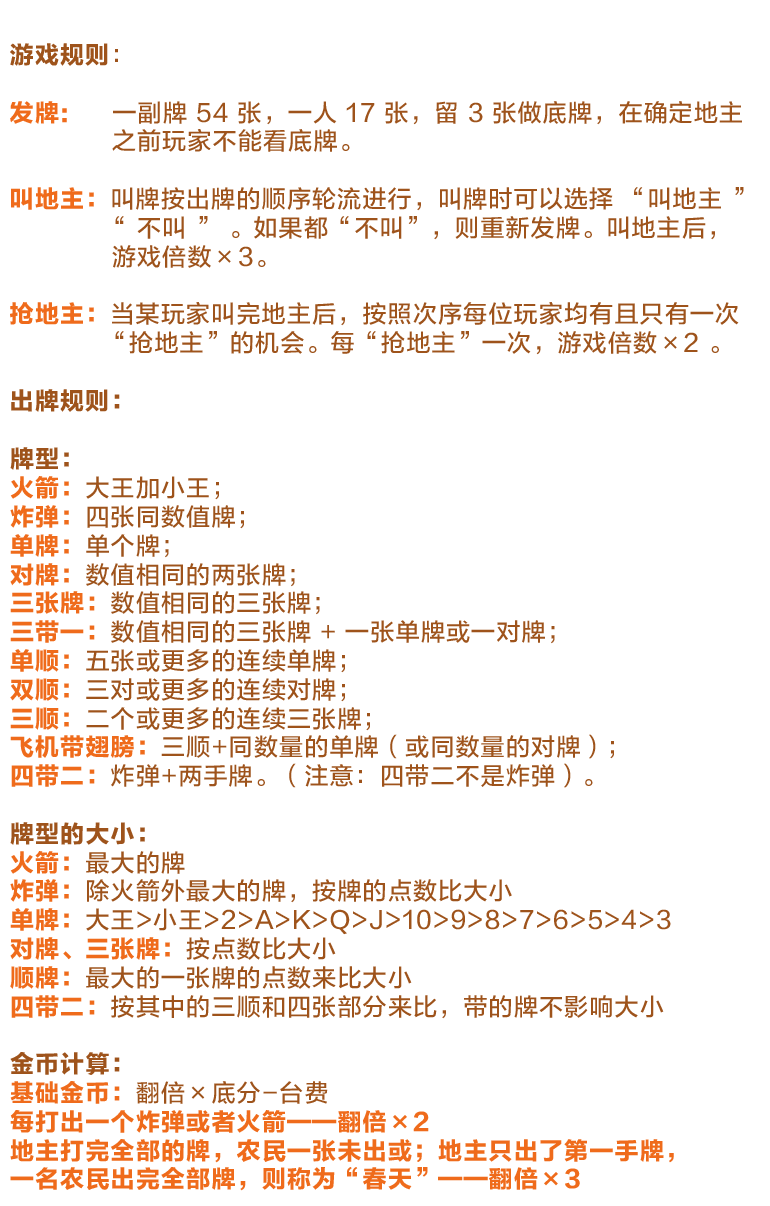 游戏规则：
发牌： 一副牌 54 张，一人 17 张，留 3 张做底牌，在确定地主
之前玩家不能看底牌。
叫地主：叫牌按出牌的顺序轮流进行，叫牌时可以选择 “叫地主 ”
“ 不叫 ” 。如果都“不叫”，则重新发牌。叫地主后，
游戏倍数×3。
抢地主：当某玩家叫完地主后，按照次序每位玩家均有且只有一次
“抢地主”的机会。每“抢地主”一次，游戏倍数×2 。
出牌规则：
牌型：
火箭：大王加小王；
炸弹：四张同数值牌；
单牌：单个牌；
对牌：数值相同的两张牌；
三张牌：数值相同的三张牌；
三带一：数值相同的三张牌 + 一张单牌或一对牌；
单顺：五张或更多的连续单牌；
双顺：三对或更多的连续对牌；
三顺：二个或更多的连续三张牌；
飞机带翅膀：三顺+同数量的单牌（或同数量的对牌）；
四带二：炸弹+两手牌。（注意：四带二不是炸弹）。
牌型的大小：
火箭：最大的牌
炸弹：除火箭外最大的牌，按牌的点数比大小
单牌：大王>小王>2>A>K>Q>J>10>9>8>7>6>5>4>3
对牌、三张牌：按点数比大小
顺牌：最大的一张牌的点数来比大小
四带二：按其中的三顺和四张部分来比，带的牌不影响大小
金币计算：
基础金币：翻倍×底分-台费
每打出一个炸弹或者火箭——翻倍×2
地主打完全部的牌，农民一张未出或；地主只出了第一手牌，
一名农民出完全部牌，则称为“春天”——翻倍×3